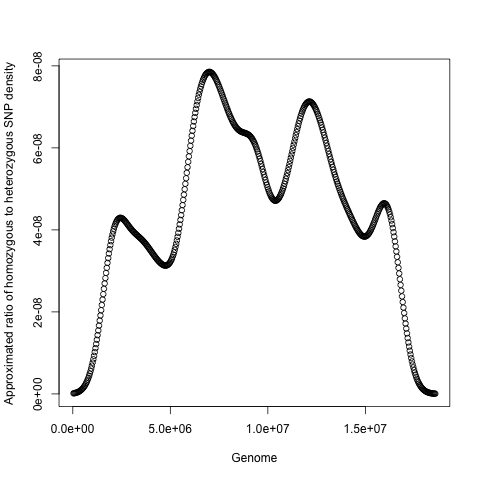 Approximated ratio of homozygous to heterozygous SNP density
8e-08
6e-08
4e-08
2e-08
0e+00
0.0e+00 5.0e+06 1.0e+07 1.5e+07
Genome